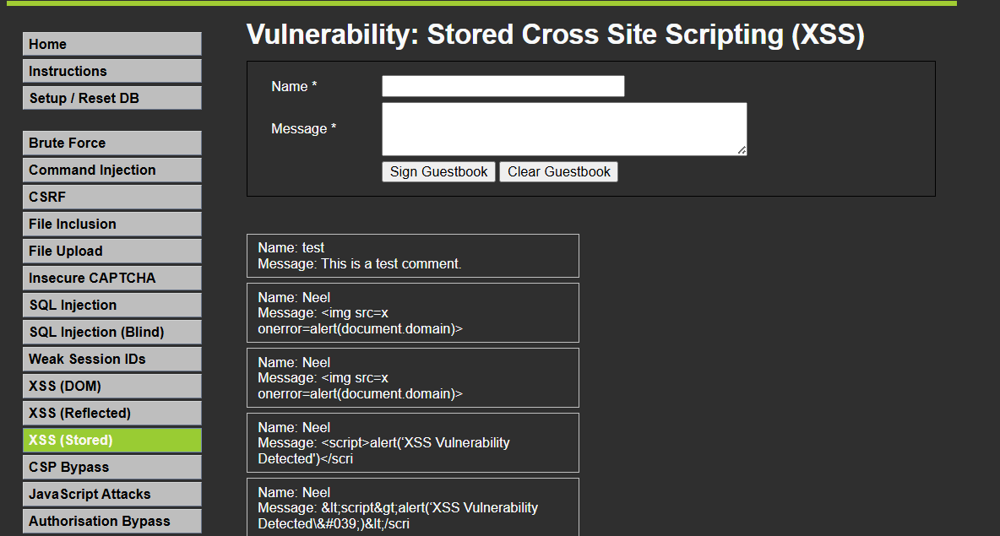 Vulnerability: Stored Cross Site Scripting (XSS)
Home
Instructions
Setup / Reset DB
Brute Force
Command Injection
CSRF
File Inclusion
File Upload
Insecure CAPTCHA
SQL Injection
SQL Injection (Blind)
Weak Session IDs
XSS (DOM)
XSS (Reflected)
XSS (Stored)
CSP Bypass
JavaScript Attacks
Authorisation Bypass
Name *
Message *
Sign Guestbook Clear Guestbook
Name: test
Message: This is a test comment.
Name: Neel
Message: <img src=x
onerror=alert(document.domain)>
Name: Neel
Message: <img src=x
onerror=alert(document.domain)>
Name: Neel
Message: <script>alert(‘XSS Vulnerability
Detected')</scri
Name: Neel
Message: &lt;script&gt;alert(‘XSS Vulnerability
Detected\&#039;)&lt;/scri